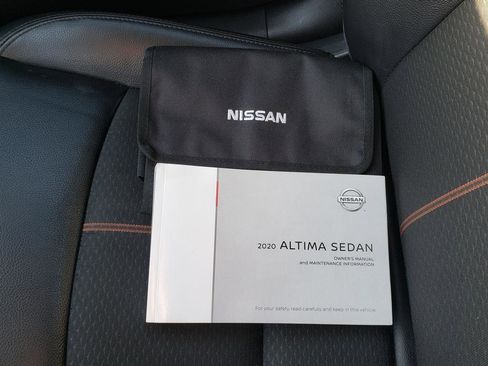 NISSAN
NISSAN
2020 ALTIMA SEDAN
OWNER'S MANUAL
and MAINTENANCE INFORMATION
For your safety read carefully and keep in this vehicle.